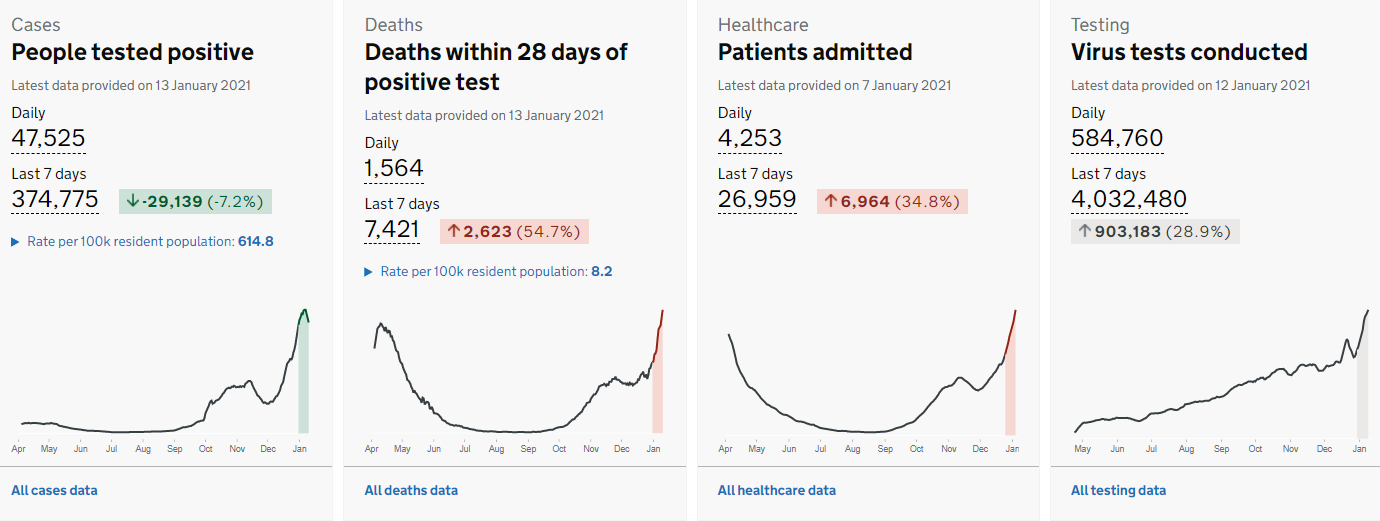 Cases
People tested positive
Latest data provided on 13 January 2021
Daily
47,525
Last 7 days
374,775
-29,139 (-7.2%)
Rate per 100k resident population: 614.8
Apr May Jun Jul Aug Sep Oct Nov Dec Jan
All cases data
Deaths
Deaths within 28 days of
positive test
Latest data provided on 13 January 2021
Daily
1,564
Last 7 days
7,421
2,623 (54.7%)
Rate per 100k resident population: 8.2
Apr May Jun Jul Aug Sep Oct Nov Dec Jan
All deaths data
Healthcare
Patients admitted
Latest data provided on 7 January 2021
Daily
4,253
Last 7 days
26,959
6,964 (34.8%)
Apr May Jun Jul Aug Sep Oct Nov Dec Jan
All healthcare data
Testing
Virus tests conducted
Latest data provided on 12 January 2021
Daily
584,760
Last 7 days
4,032,480
903,183 (28.9%)
May Jun Jul Aug Sep Oct Nov Dec Jan
All testing data